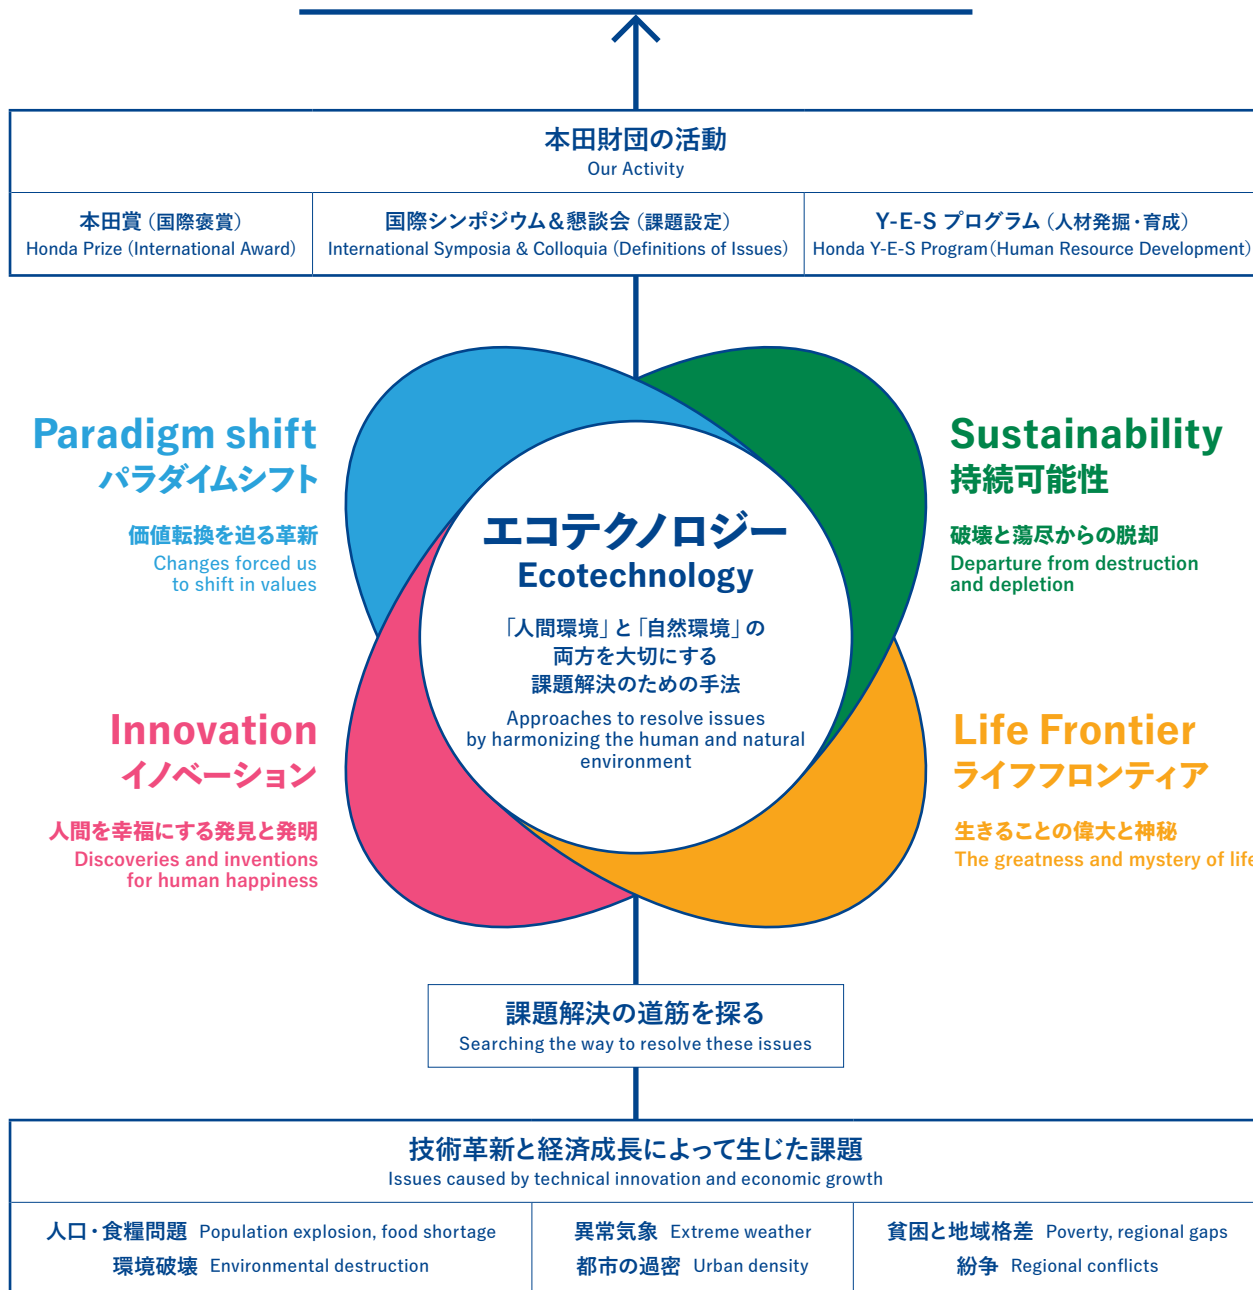 本田財団の活動
Our Activity
本田賞（国際褒賞）
Honda Prize (International Award)
国際シンポジウム＆懇談会（課題設定）
International Symposia & Colloquia (Definitions of Issues)
Y-E-S プログラム（人材発掘・育成）
Honda Y-E-S Program(Human Resource Development)
Paradigm shift
パラダイムシフト
価値転換を迫る革新
Changes forced us
to shift in values
Sustainability
持続可能性
破壊と蕩尽からの脱却
Departure from destruction
and depletion
エコテクノロジー
Ecotechnology
「人間環境」と「自然環境」の
両方を大切にする
課題解決のための手法
Approaches to resolve issues
by harmonizing the human and natural
environment
Innovation
イノベーション
人間を幸福にする発見と発明
Discoveries and inventions
for human happiness
Life Frontier
ライフフロンティア
生きることの偉大と神秘
The greatness and mystery of life
課題解決の道筋を探る
Searching the way to resolve these issues
技術革新と経済成長によって生じた課題
Issues caused by technical innovation and economic growth
人口・食糧問題 Population explosion, food shortage
環境破壊 Environmental destruction
異常気象 Extreme weather
都市の過密 Urban density
貧困と地域格差 Poverty, regional gaps
紛争 Regional conflicts